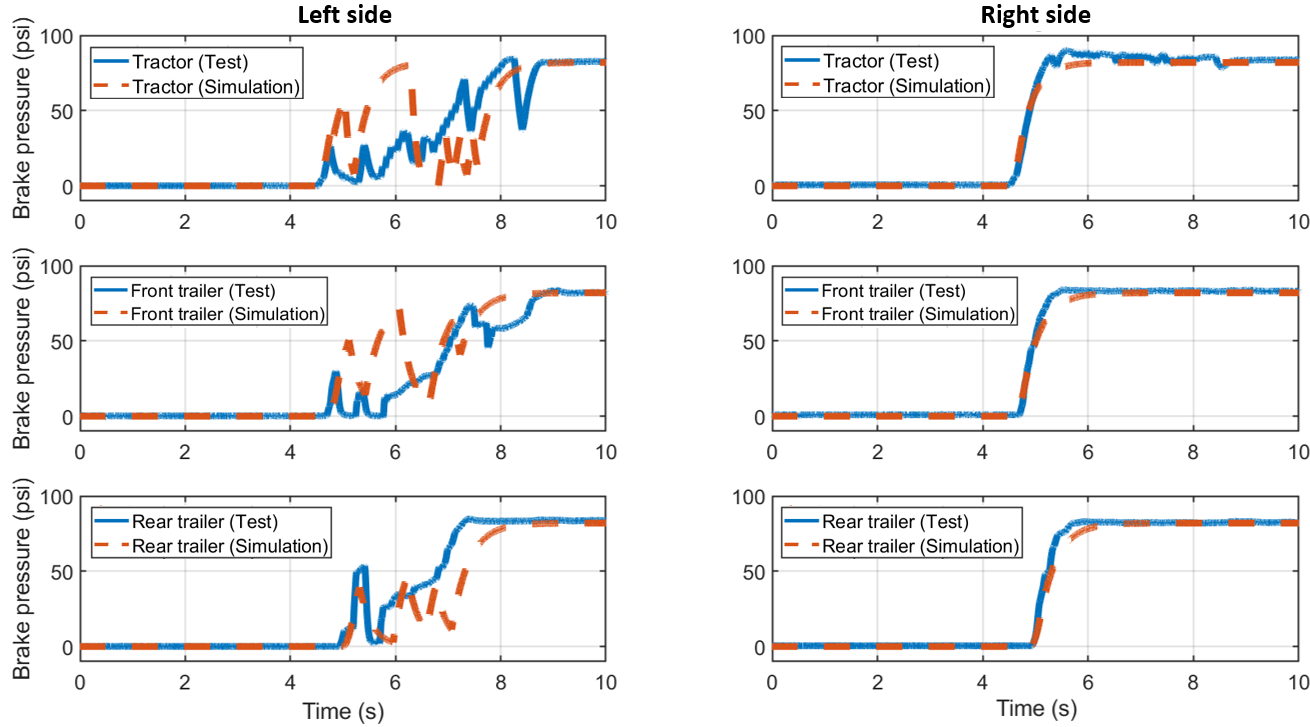 Left side
Right side
Brake pressure (psi)
100
50
0
Tractor (Test)
Tractor (Simulation)
0 2 4 6 8 10
100
50
0
Tractor (Test)
Tractor (Simulation)
0 2 4 6 8 10
Brake pressure (psi)
100
50
0
Front trailer (Test)
Front trailer (Simulation)
0 2 4 6 8 10
100
50
0
Front trailer (Test)
Front trailer (Simulation)
0 2 4 6 8 10
Brake pressure (psi)
100
50
0
Rear trailer (Test)
Rear trailer (Simulation)
0 2 4 6 8 10
Time (s)
100
50
0
Rear trailer (Test)
Rear trailer (Simulation)
0 2 4 6 8 10
Time (s)